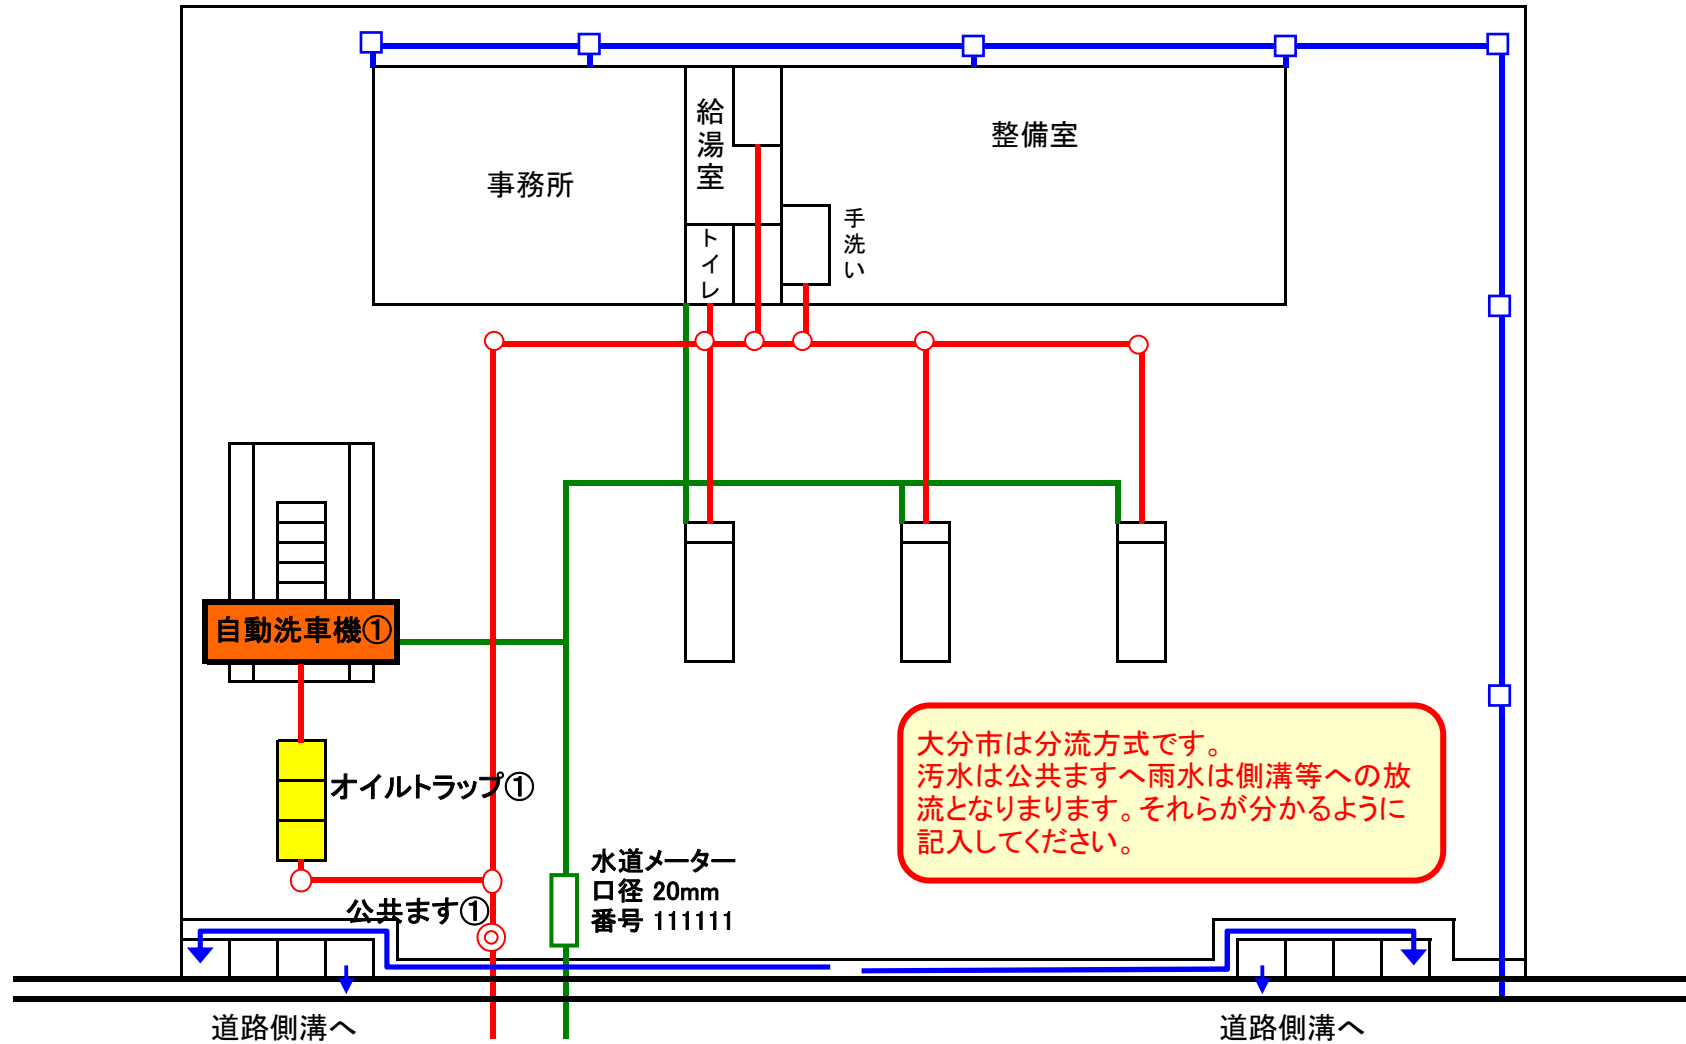 給湯室
整備室
事務所
手洗い
トイレ
自動洗車機①
大分市は分流方式です。
汚水は公共ますへ雨水は側溝等への放
流となりまります。それらが分かるように
記入してください。
オイルトラップ①
水道メーター
口径 20mm
番号 111111
公共ます①
道路側溝へ
道路側溝へ